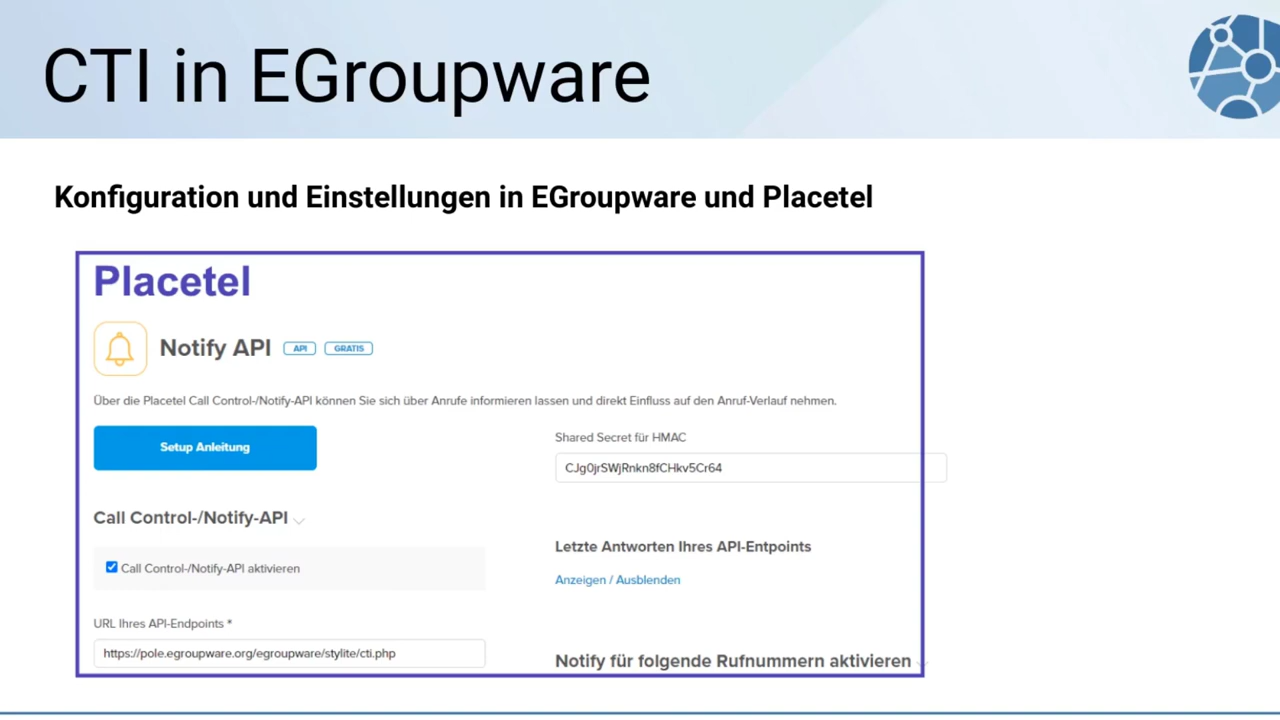 CTI in EGroupware
Konfiguration und Einstellungen in EGroupware und Placetel
Placetel
Notify API API GRATIS
Über die Placetel Call Control-/Notify-API können Sie sich über Anrufe informieren lassen und direkt Einfluss auf den Anruf-Verlauf nehmen.
Setup Anleitung
Call Control-/Notify-API
Call Control-/Notify-API aktivieren
URL Ihres API-Endpoints *
https://pole.egroupware.org/egroupware/stylite/cti.php
Shared Secret für HMAC
CJg0jrSWjRnkn8fCHkv5Cr64
Letzte Antworten Ihres API-Entpoints
Anzeigen / Ausblenden
Notify für folgende Rufnummern aktivieren